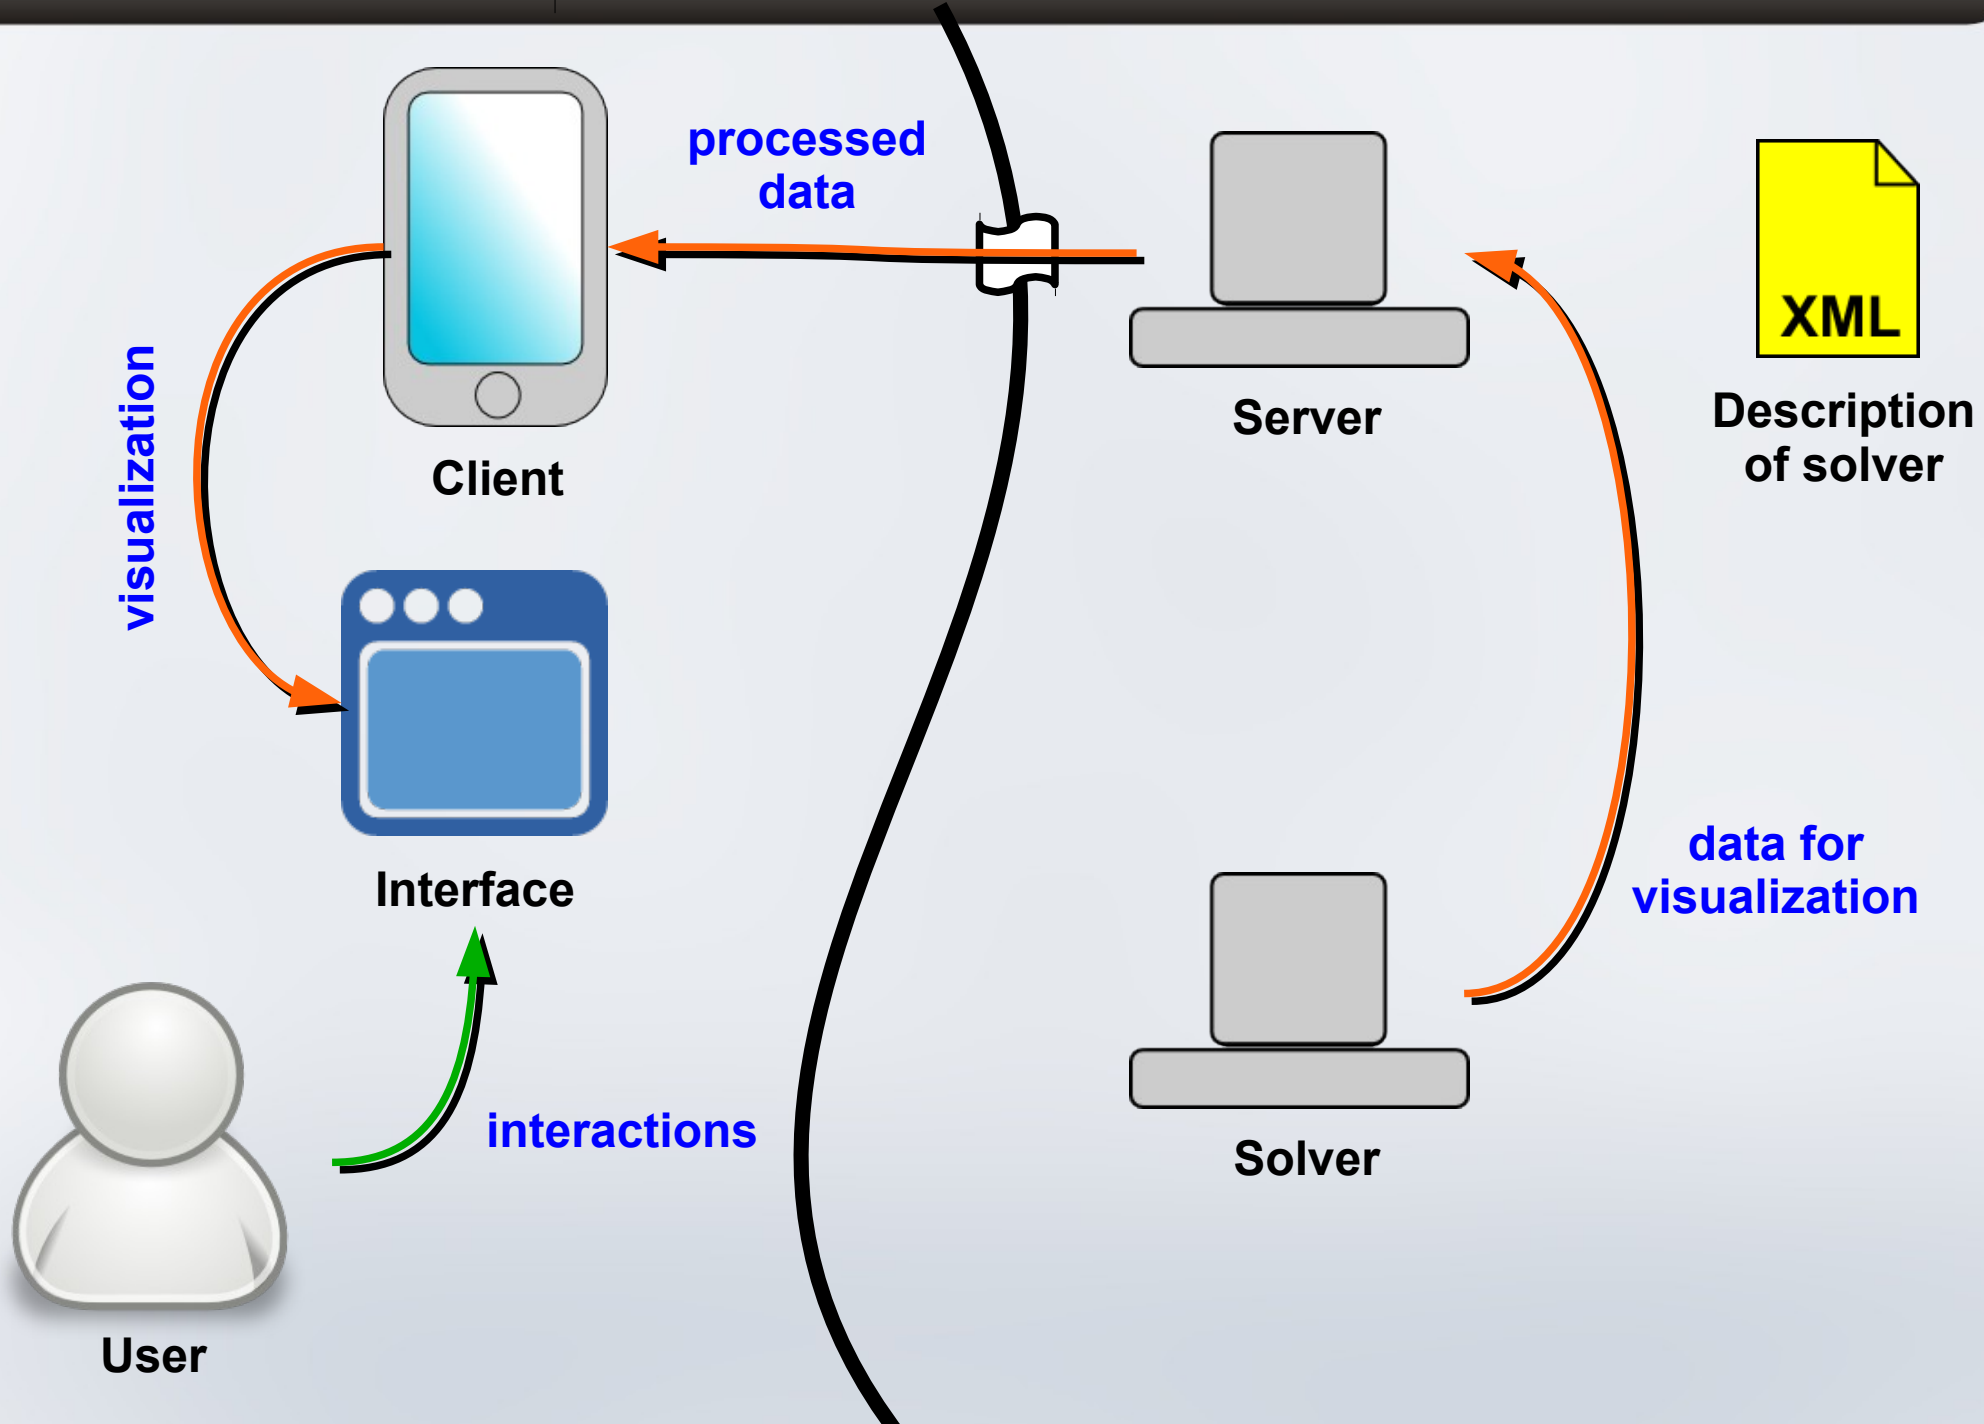 processed
data
XML
Server
Description
of solver
visualization
Client
data for
visualization
Interface
interactions
Solver
User